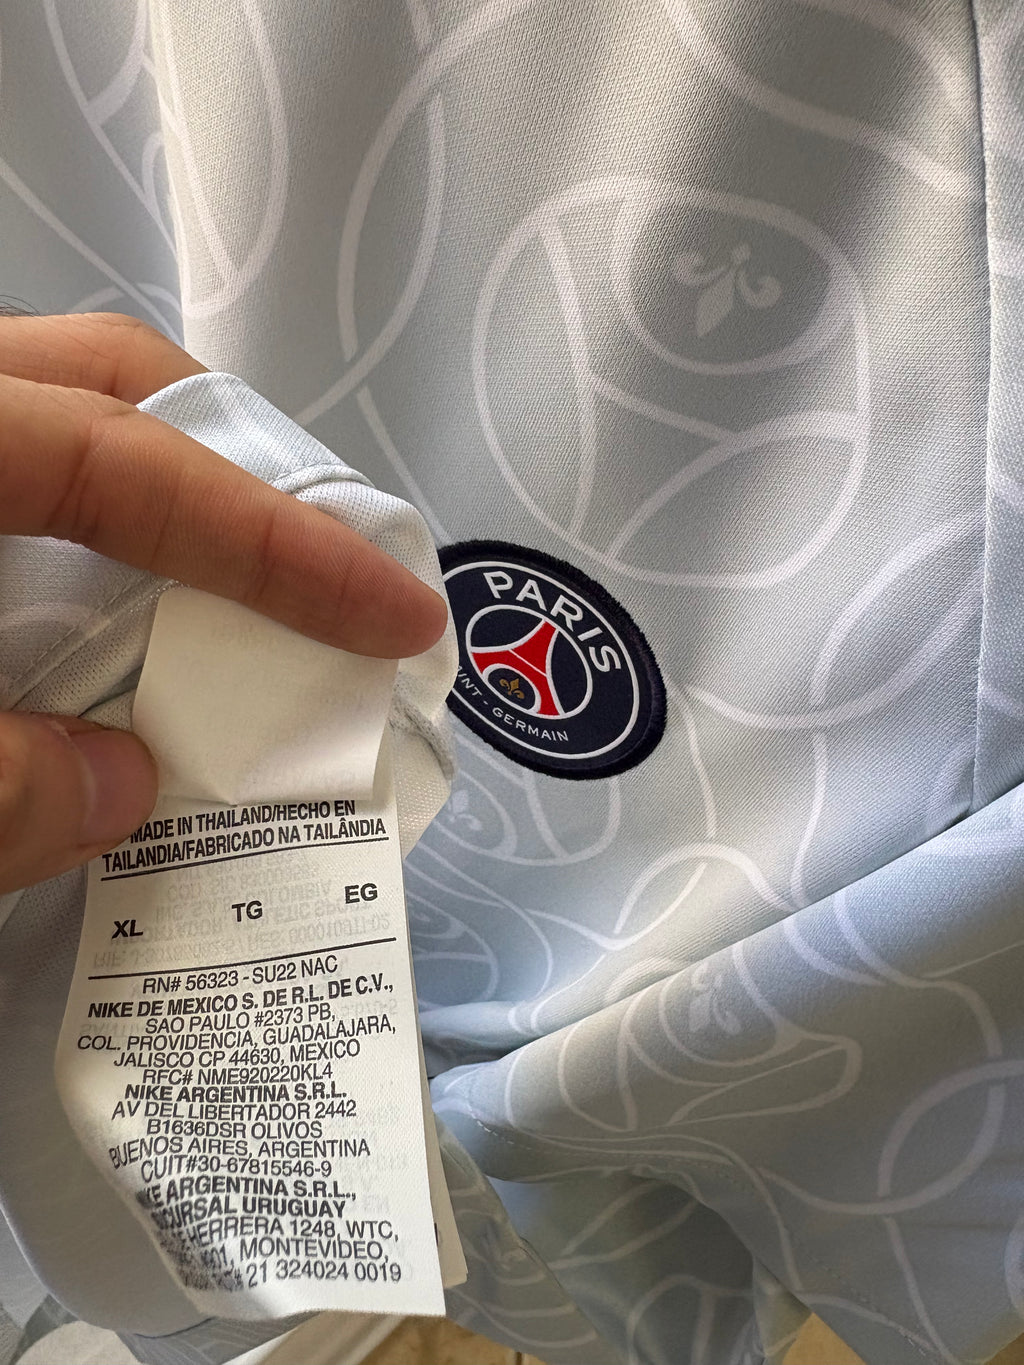 PARIS
SAINT-GERMAIN
MADE IN THAILAND/HECHO EN
TAILANDIA/FABRICADO NA TAILÂNDIA
XL TG EG
RN# 56323 - SU22 NAC
NIKE DE MEXICO S. DE R.L. DE C.V.,
SAO PAULO #2373 PB,
COL. PROVIDENCIA, GUADALAJARA,
JALISCO CP 44630, MEXICO
RFC# NME920220KL4
NIKE ARGENTINA S.R.L.
AV DEL LIBERTADOR 2442
B1636DSR OLIVOS
BUENOS AIRES, ARGENTINA
CUIT#30-67815546-9
NIKE ARGENTINA S.R.L.,
SUCURSAL URUGUAY
HERRERA 1248, WTC,
MONTEVIDEO,
21 324024 0019